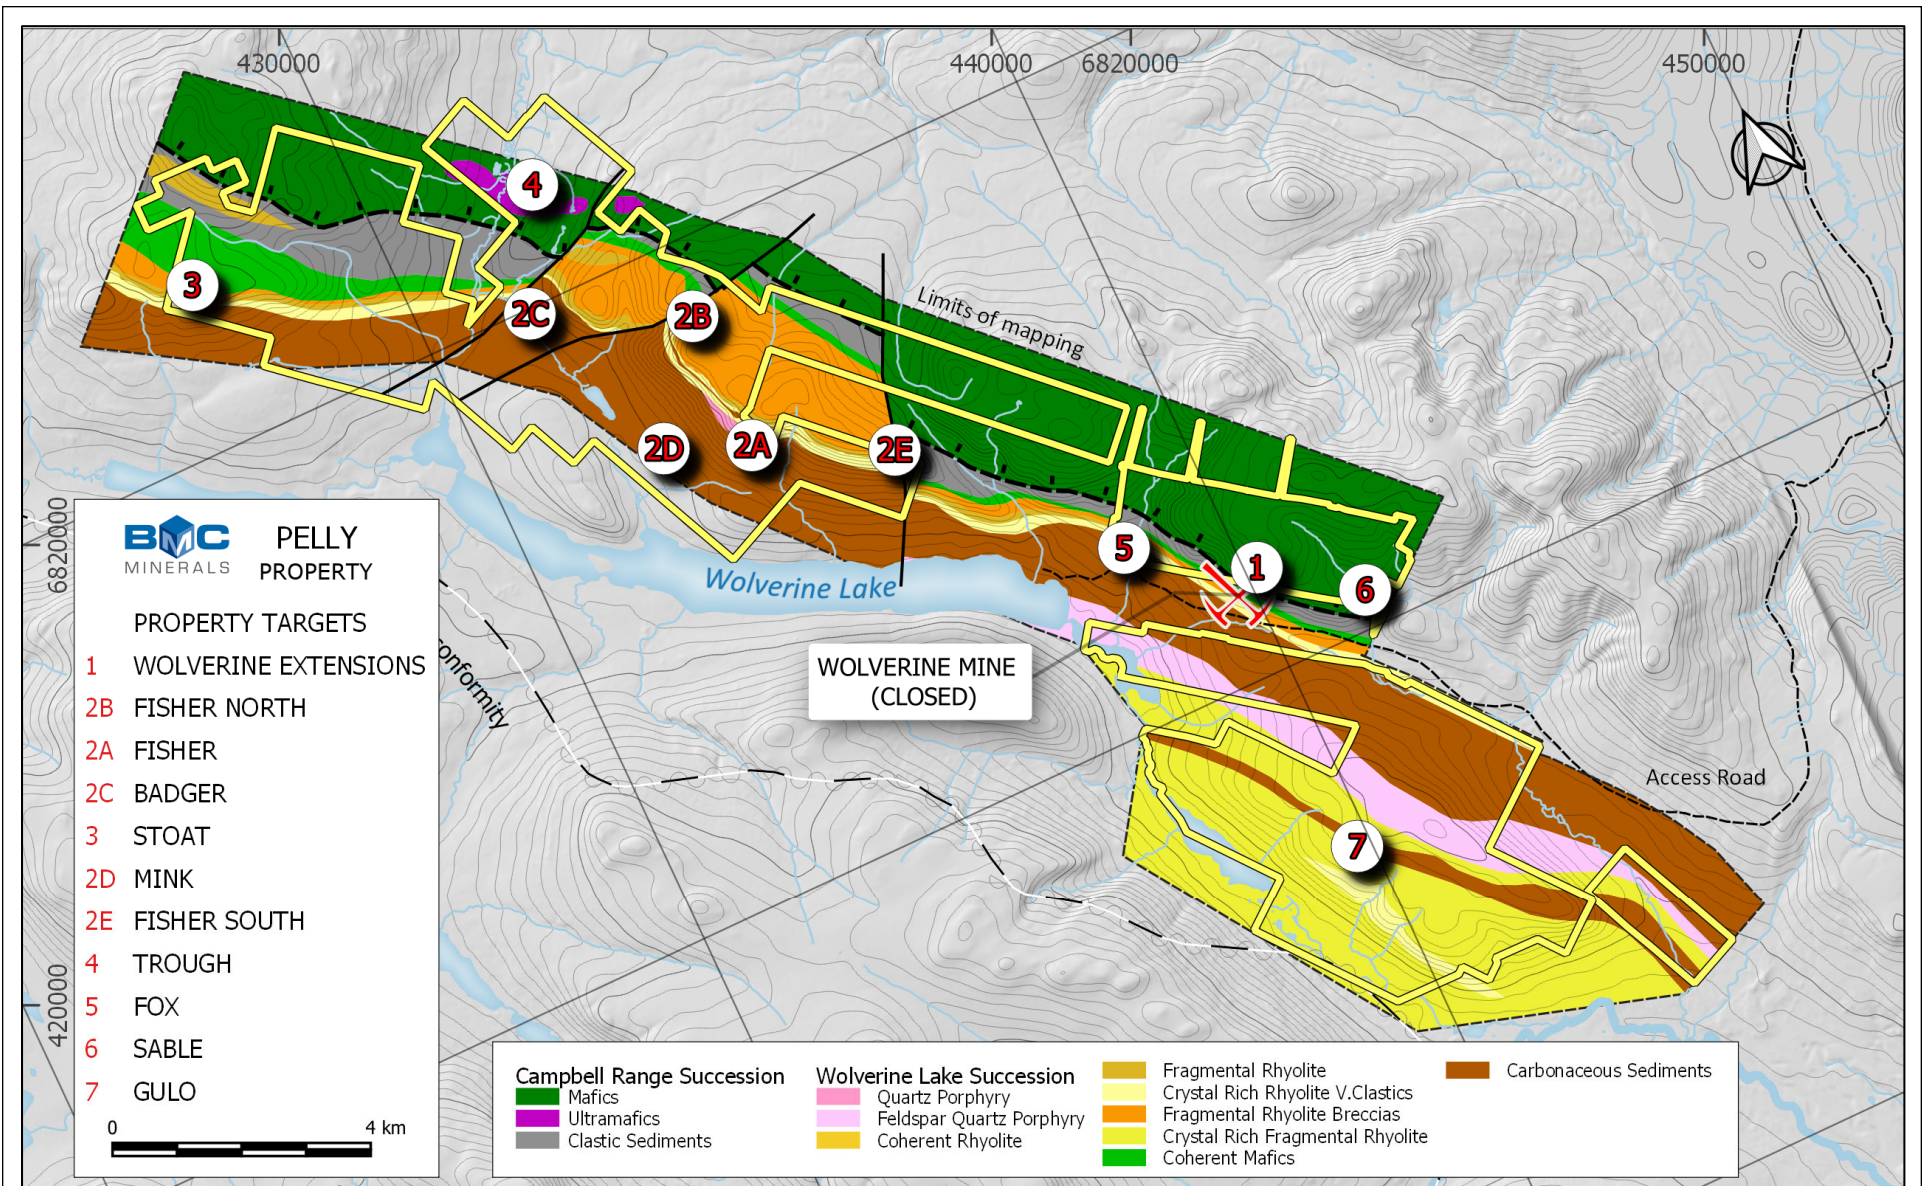 430000
440000
6820000
450000
4
3
2C
2B
Limits of mapping
2D
2A
2E
5
1
6
Wolverine Lake
6820000
420000
BMC
MINERALS
PELLY
PROPERTY
PROPERTY TARGETS
1 WOLVERINE EXTENSIONS
2B FISHER NORTH
2A FISHER
2C BADGER
3 STOAT
2D MINK
2E FISHER SOUTH
4 TROUGH
5 FOX
6 SABLE
7 GULO
0 4 km
onformity
WOLVERINE MINE
(CLOSED)
Access Road
7
Campbell Range Succession
Mafics
Ultramafics
Clastic Sediments
Wolverine Lake Succession
Quartz Porphyry
Feldspar Quartz Porphyry
Coherent Rhyolite
Fragmental Rhyolite
Crystal Rich Rhyolite V.Clastics
Fragmental Rhyolite Breccias
Crystal Rich Fragmental Rhyolite
Coherent Mafics
Carbonaceous Sediments